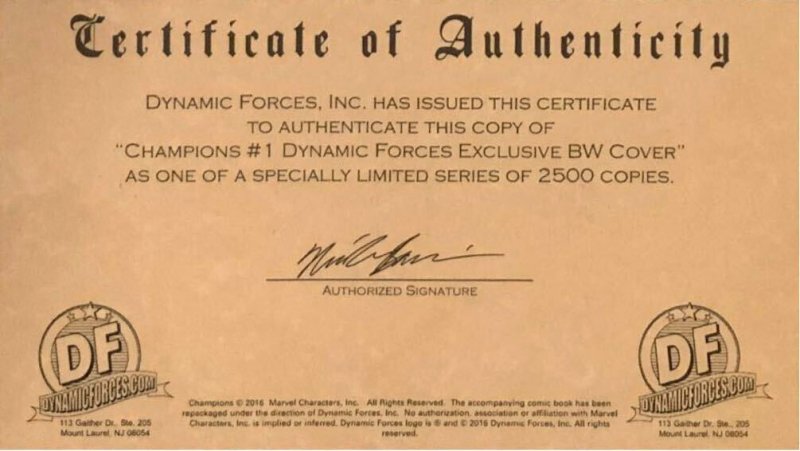 Certificate of Authenticity
DYNAMIC FORCES, INC. HAS ISSUED THIS CERTIFICATE
TO AUTHENTICATE THIS COPY OF
"CHAMPIONS #1 DYNAMIC FORCES EXCLUSIVE BW COVER"
AS ONE OF A SPECIALLY LIMITED SERIES OF 2500 COPIES.
AUTHORIZED SIGNATURE
DF
DYNAMICFORCES.COM
113 Gaither Dr., Ste. 205
Mount Laurel, NJ 08054
Champions © 2016 Marvel Characters, Inc. All Rights Reserved. The accompanying comic book has been
repackaged under the direction of Dynamic Forces, Inc. No authorization, association or affiliation with Marvel
Characters, Inc. is implied or inferred. Dynamic Forces logo is ® and © 2016 Dynamic Forces, Inc. All rights
reserved.
DF
DYNAMICFORCES.COM
113 Gaither Dr., Ste., 205
Mount Laurel, NJ 08054